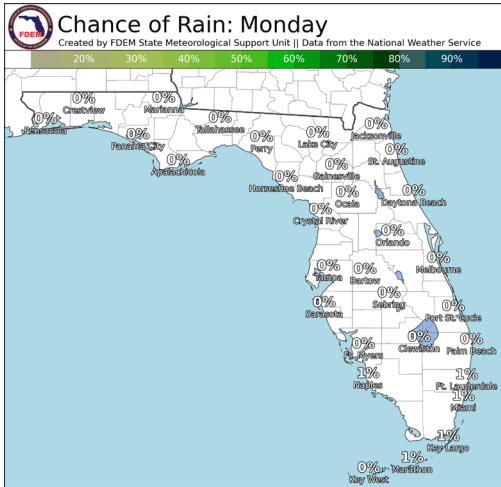 FDEM
Chance of Rain: Monday
Created by FDEM State Meteorological Support Unit || Data from the National Weather Service
20% 30% 40% 50% 60% 70% 80% 90%
0%
Crestview
0%
Marianna
0%
Pensacola
0%
Tallahassee
0%
Panama City
0%
Perry
0%
Lake City
0%
Jacksonville
0%
Apalachicola
0%
St. Augustine
0%
Horseshoe Beach
0%
Gainesville
0%
Ocala
0%
Daytona Beach
0%
Crystal River
0%
Orlando
0%
Tampa
0%
Bartow
0%
Melbourne
0%
Sarasota
0%
Sebring
0%
Port St. Lucie
0%
Ft. Myers
0%
Clewiston
0%
Palm Beach
1%
Naples
1%
Ft. Lauderdale
1%
Miami
1%
Key Largo
1%
Marathon
0%
Key West